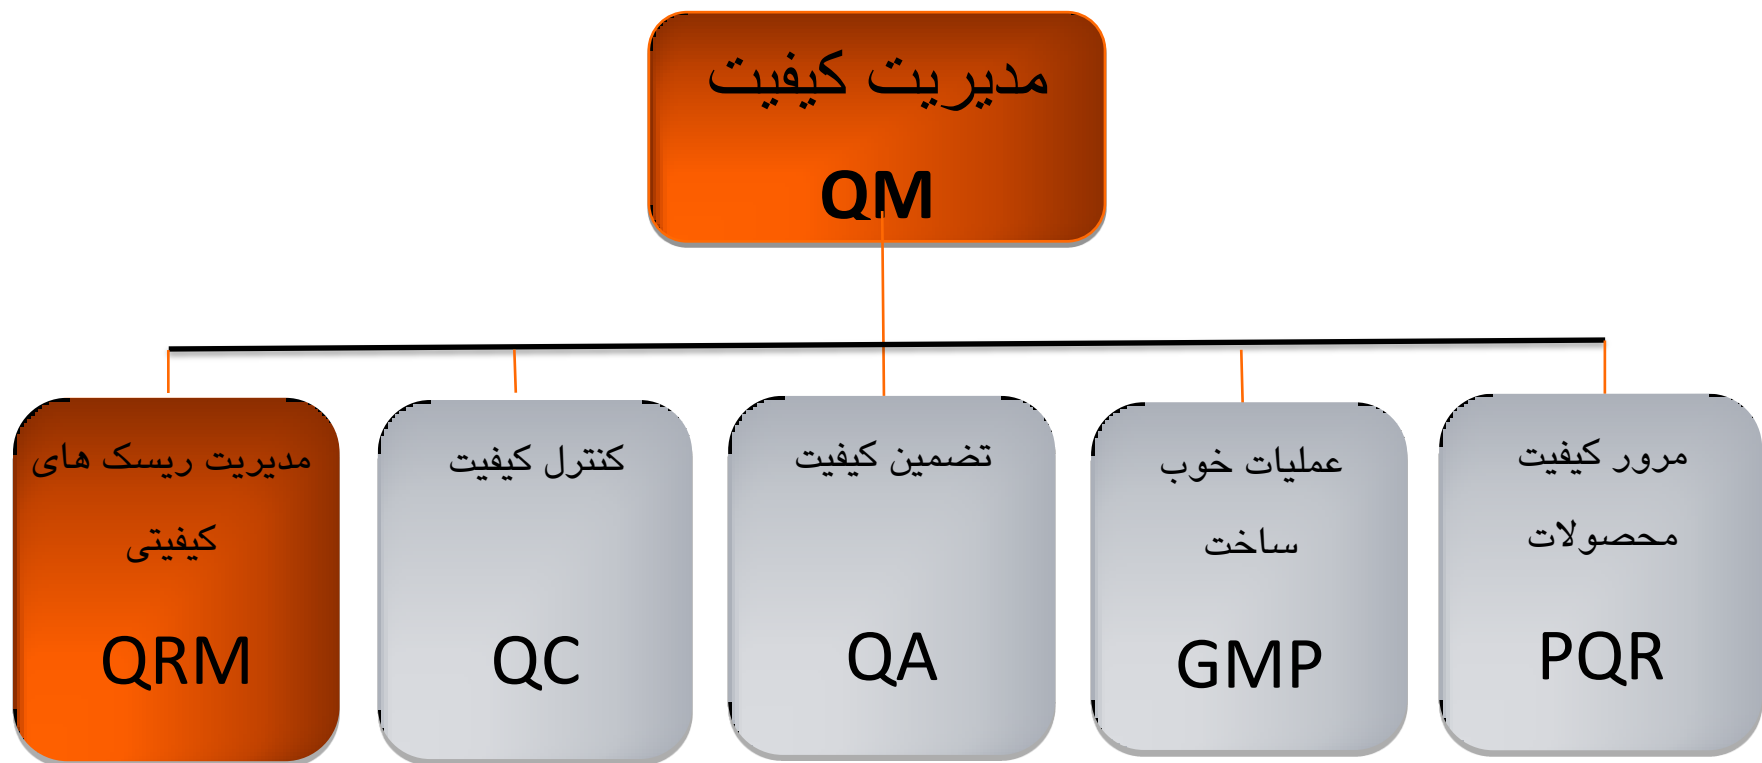 مدیریت کیفیت
QM
مرور کیفیت
محصولات
PQR
عملیات خوب
ساخت
GMP
تضمین کیفیت
QA
کنترل کیفیت
QC
مدیریت ریسک های
کیفیتی
QRM